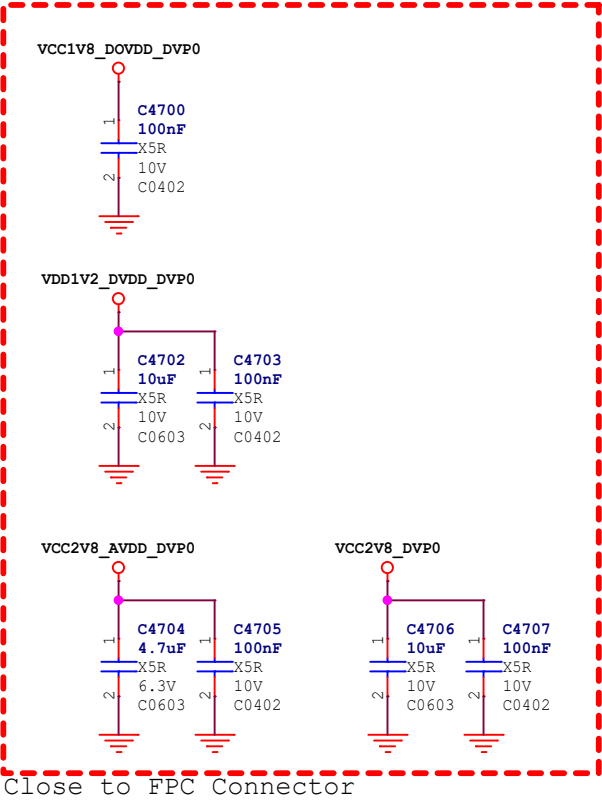 VCC1V8_DOVDD_DVP0
C4700
1
100nF
X5R
10V
2
C0402
VDD1V2_DVDD_DVP0
C4702 C4703
1 1
10uF 100nF
X5R X5R
10V 10V
2 2
C0603 C0402
VCC2V8_AVDD_DVP0 VCC2V8_DVP0
C4704 C4705 C4706 C4707
1 1 1 1
4.7uF 100nF 10uF 100nF
X5R X5R X5R X5R
6.3V 10V 10V 10V
2 2 2 2
C0603 C0402 C0603 C0402
Close to FPC Connector